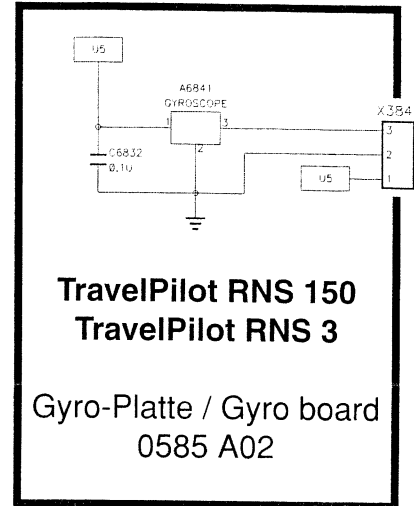 U5
A6841
GYROSCOPE
X384
1
3
3
2
C6832
0.1U
2
U5
1
TravelPilot RNS 150
TravelPilot RNS 3
Gyro-Platte / Gyro board
0585 A02